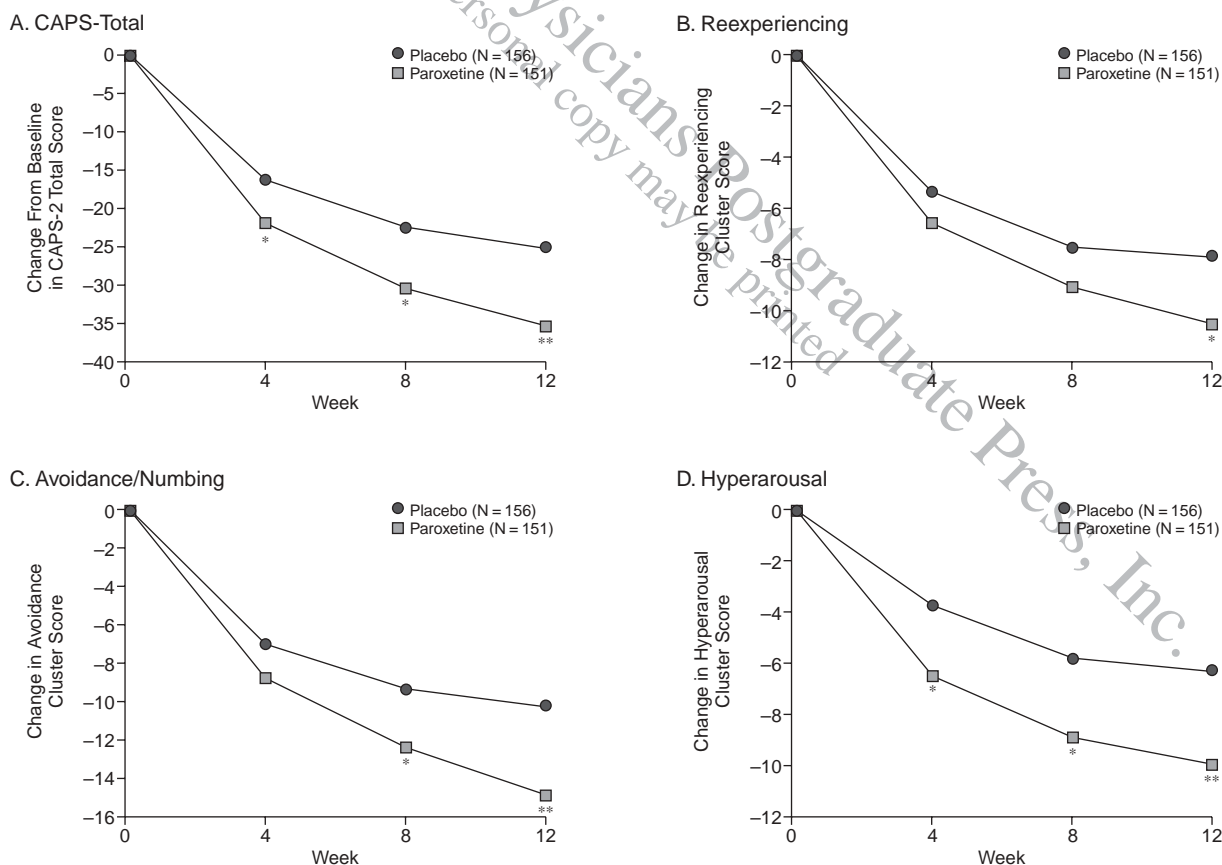 A. CAPS-Total
0
–5
–10
–15
–20
–25
–30
–35
–40
Change From Baseline
in CAPS-2 Total Score
Placebo (N = 156)
Paroxetine (N = 151)
*
*
**
0
4
8
12
Week
B. Reexperiencing
0
–2
–4
–6
–8
–10
–12
Change in Reexperiencing
Cluster Score
Placebo (N = 156)
Paroxetine (N = 151)
*
0
4
8
12
Week
C. Avoidance/Numbing
0
–2
–4
–6
–8
–10
–12
–14
–16
Change in Avoidance
Cluster Score
Placebo (N = 156)
Paroxetine (N = 151)
*
**
0
4
8
12
Week
D. Hyperarousal
0
–2
–4
–6
–8
–10
–12
Change in Hyperarousal
Cluster Score
Placebo (N = 156)
Paroxetine (N = 151)
*
*
**
0
4
8
12
Week
Postgraduate Press, Inc.
personal copy may be printed